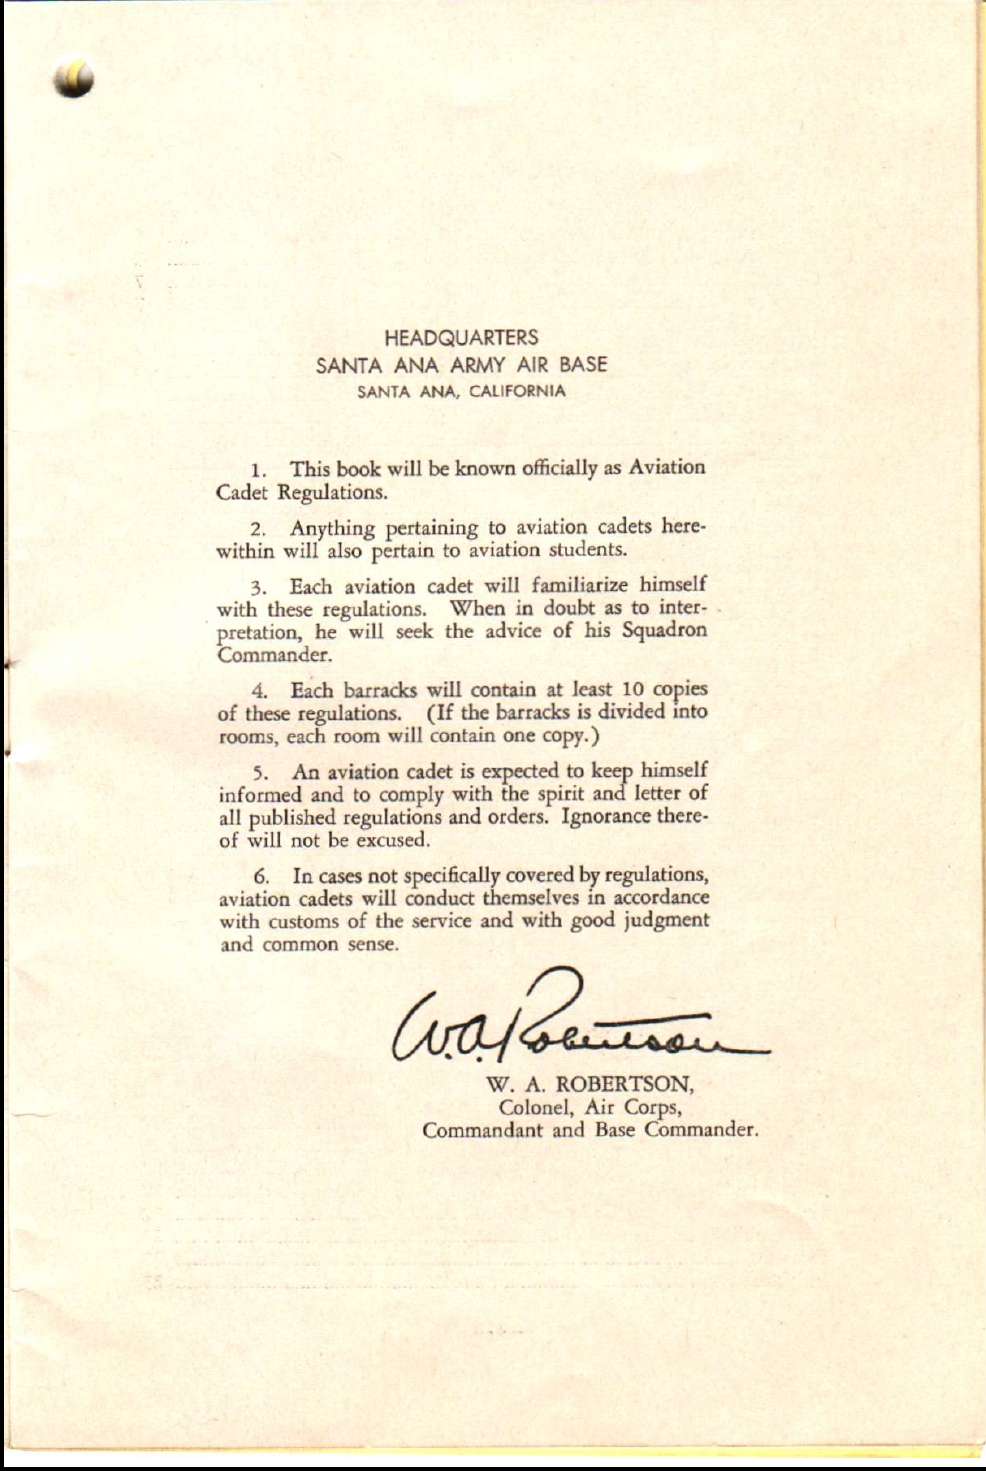 HEADQUARTERS
SANTA ANA ARMY AIR BASE
SANTA ANA, CALIFORNIA
1. This book will be known officially as Aviation
Cadet Regulations.
2. Anything pertaining to aviation cadets here-
within will also pertain to aviation students.
3. Each aviation cadet will familiarize himself
with these regulations. When in doubt as to inter-
pretation, he will seek the advice of his Squadron
Commander.
4. Each barracks will contain at least 10 copies
of these regulations. (If the barracks is divided into
rooms, each room will contain one copy.)
5. An aviation cadet is expected to keep himself
informed and to comply with the spirit and letter of
all published regulations and orders. Ignorance there-
of will not be excused.
6. In cases not specifically covered by regulations,
aviation cadets will conduct themselves in accordance
with customs of the service and with good judgment
and common sense.
W.A. Robertson
W. A. ROBERTSON,
Colonel, Air Corps,
Commandant and Base Commander.